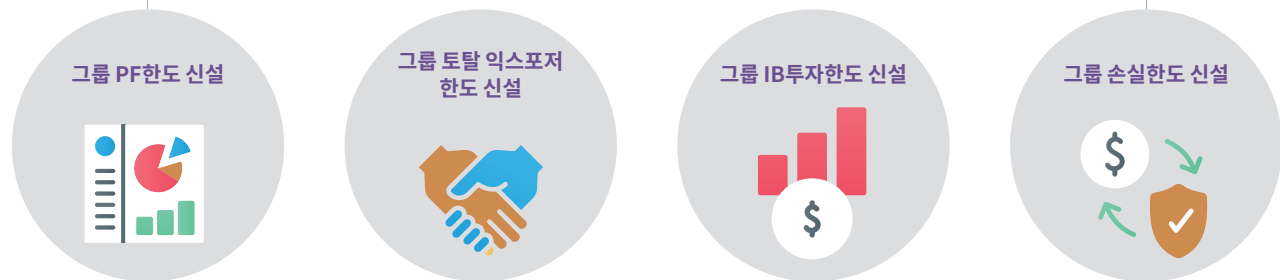 그룹 PF한도 신설
그룹 토탈 익스포저
한도 신설
그룹 IB투자한도 신설
그룹 손실한도 신설
$
$